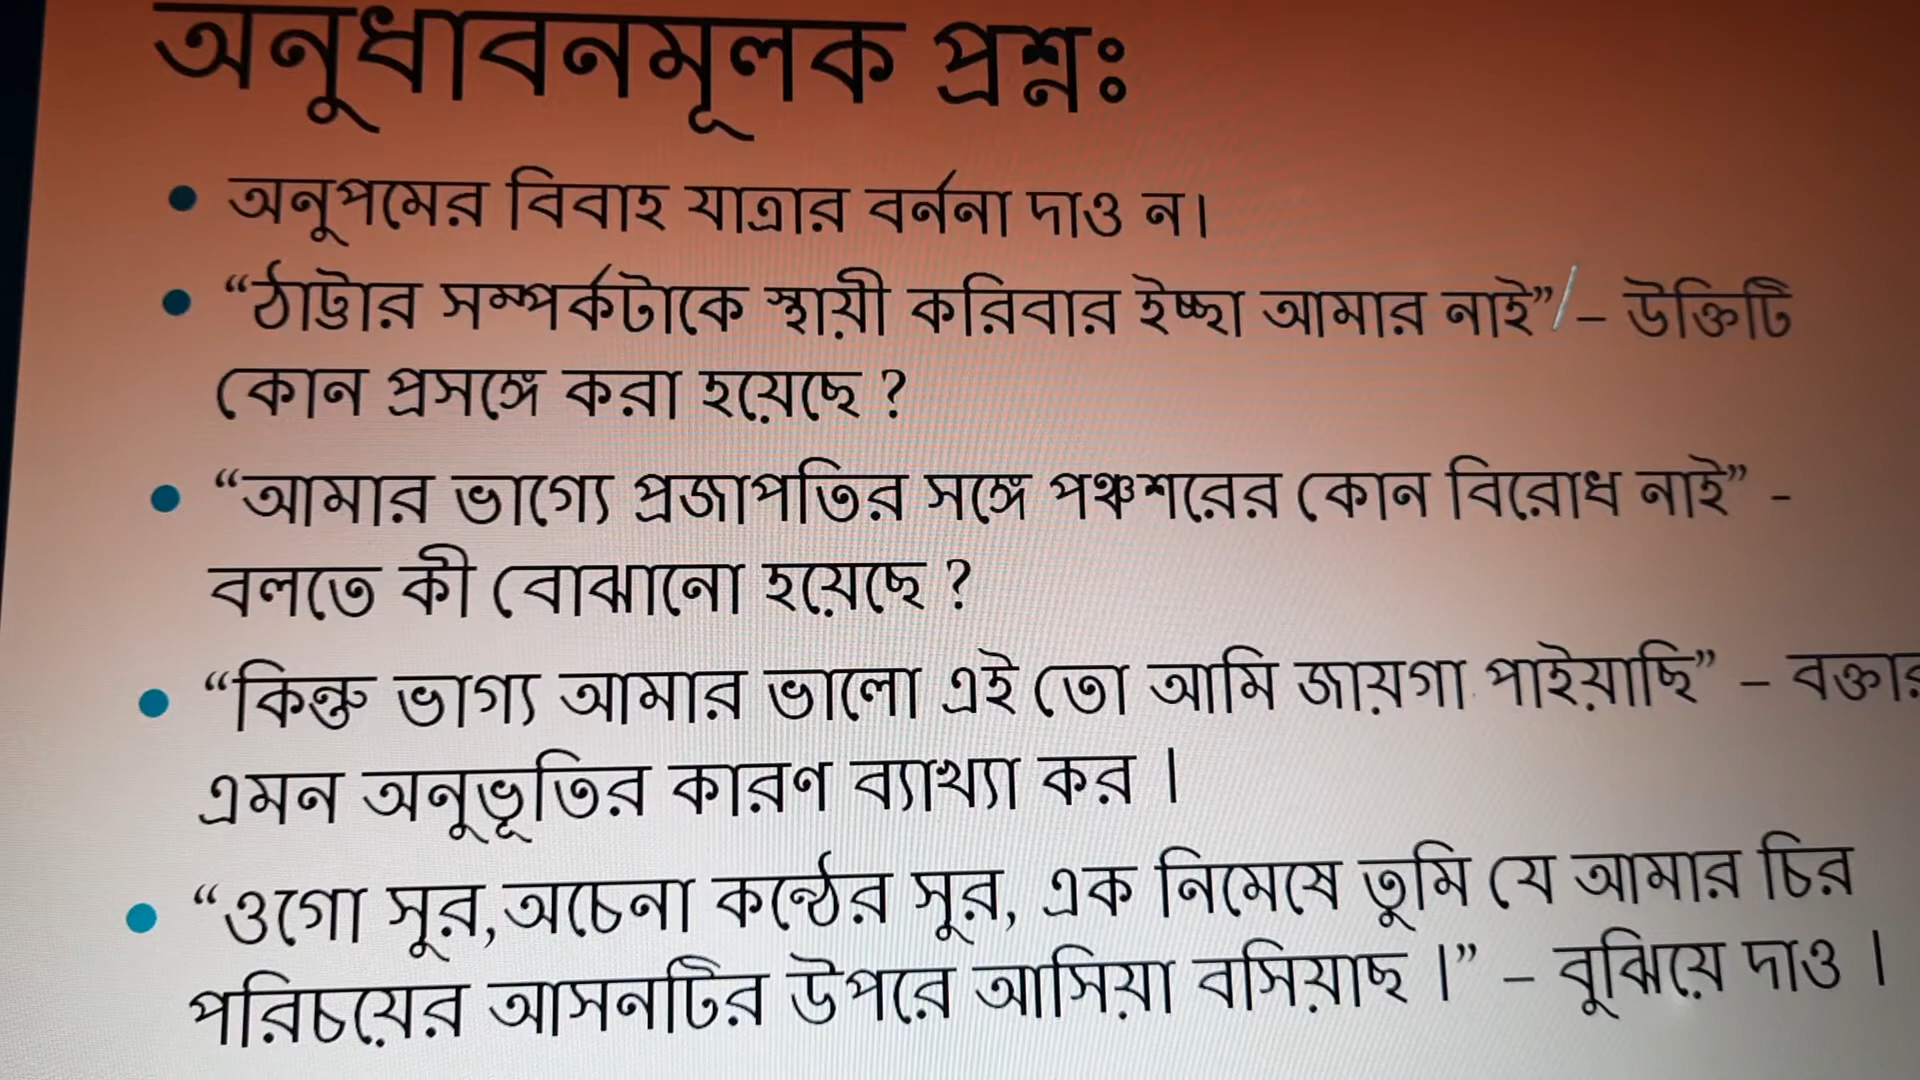 অনুধাবনমূলক প্রশ্নঃ
• অনুপমের বিবাহ যাত্রার বর্ননা দাও ন।
• “ঠাট্টার সম্পর্কটাকে স্থায়ী করিবার ইচ্ছা আমার নাই” – উক্তিটি
কোন প্রসঙ্গে করা হয়েছে ?
• “আমার ভাগ্যে প্রজাপতির সঙ্গে পঞ্চশরের কোন বিরোধ নাই” -
বলতে কী বোঝানো হয়েছে ?
• “কিন্তু ভাগ্য আমার ভালো এই তো আমি জায়গা পাইয়াছি” – বক্তার
এমন অনুভূতির কারণ ব্যাখ্যা কর ।
• “ওগো সুর,অচেনা কন্ঠের সুর, এক নিমেষে তুমি যে আমার চির
পরিচয়ের আসনটির উপরে আসিয়া বসিয়াছ ।” – বুঝিয়ে দাও ।